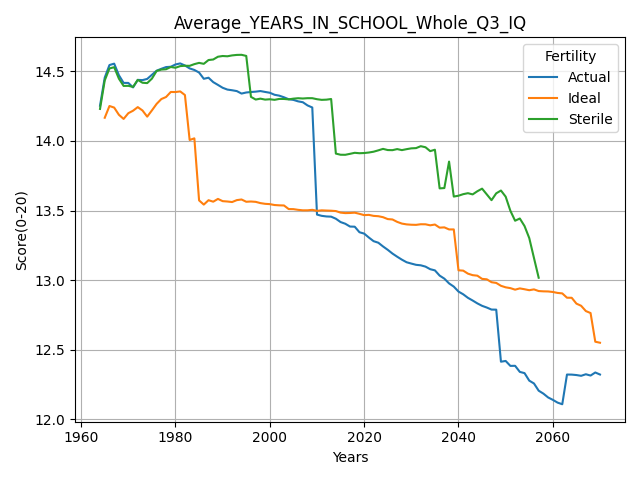 Average_YEARS_IN_SCHOOL_Whole_Q3_IQ
Score(0-20)
14.5
14.0
13.5
13.0
12.5
12.0
1960
1980
2000
2020
2040
2060
Years
Fertility
Actual
Ideal
Sterile